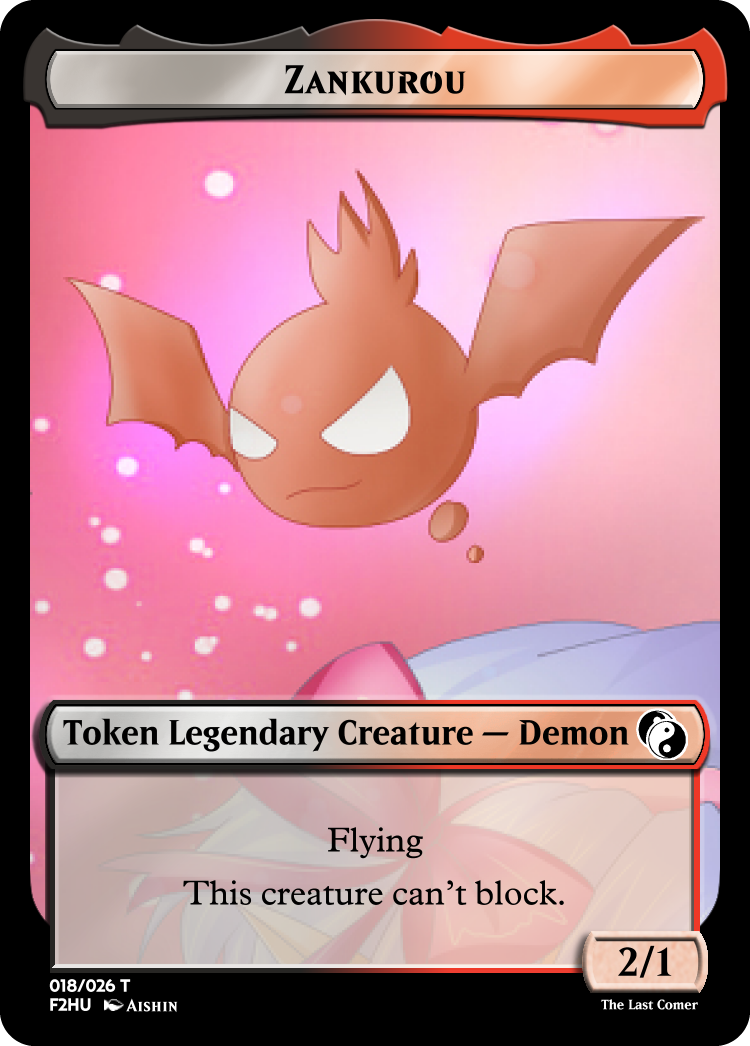 Zankurou
Token Legendary Creature — Demon
Flying
This creature can't block.
2/1
018/026 T
F2HU Aishin
The Last Comer